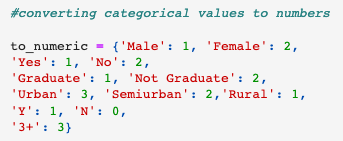 #converting categorical values to numbers
to_numeric = {'Male': 1, 'Female': 2,
'Yes': 1, 'No': 2,
'Graduate': 1, 'Not Graduate': 2,
'Urban': 3, 'Semiurban': 2,'Rural': 1,
'Y': 1, 'N': 0,
'3+': 3}